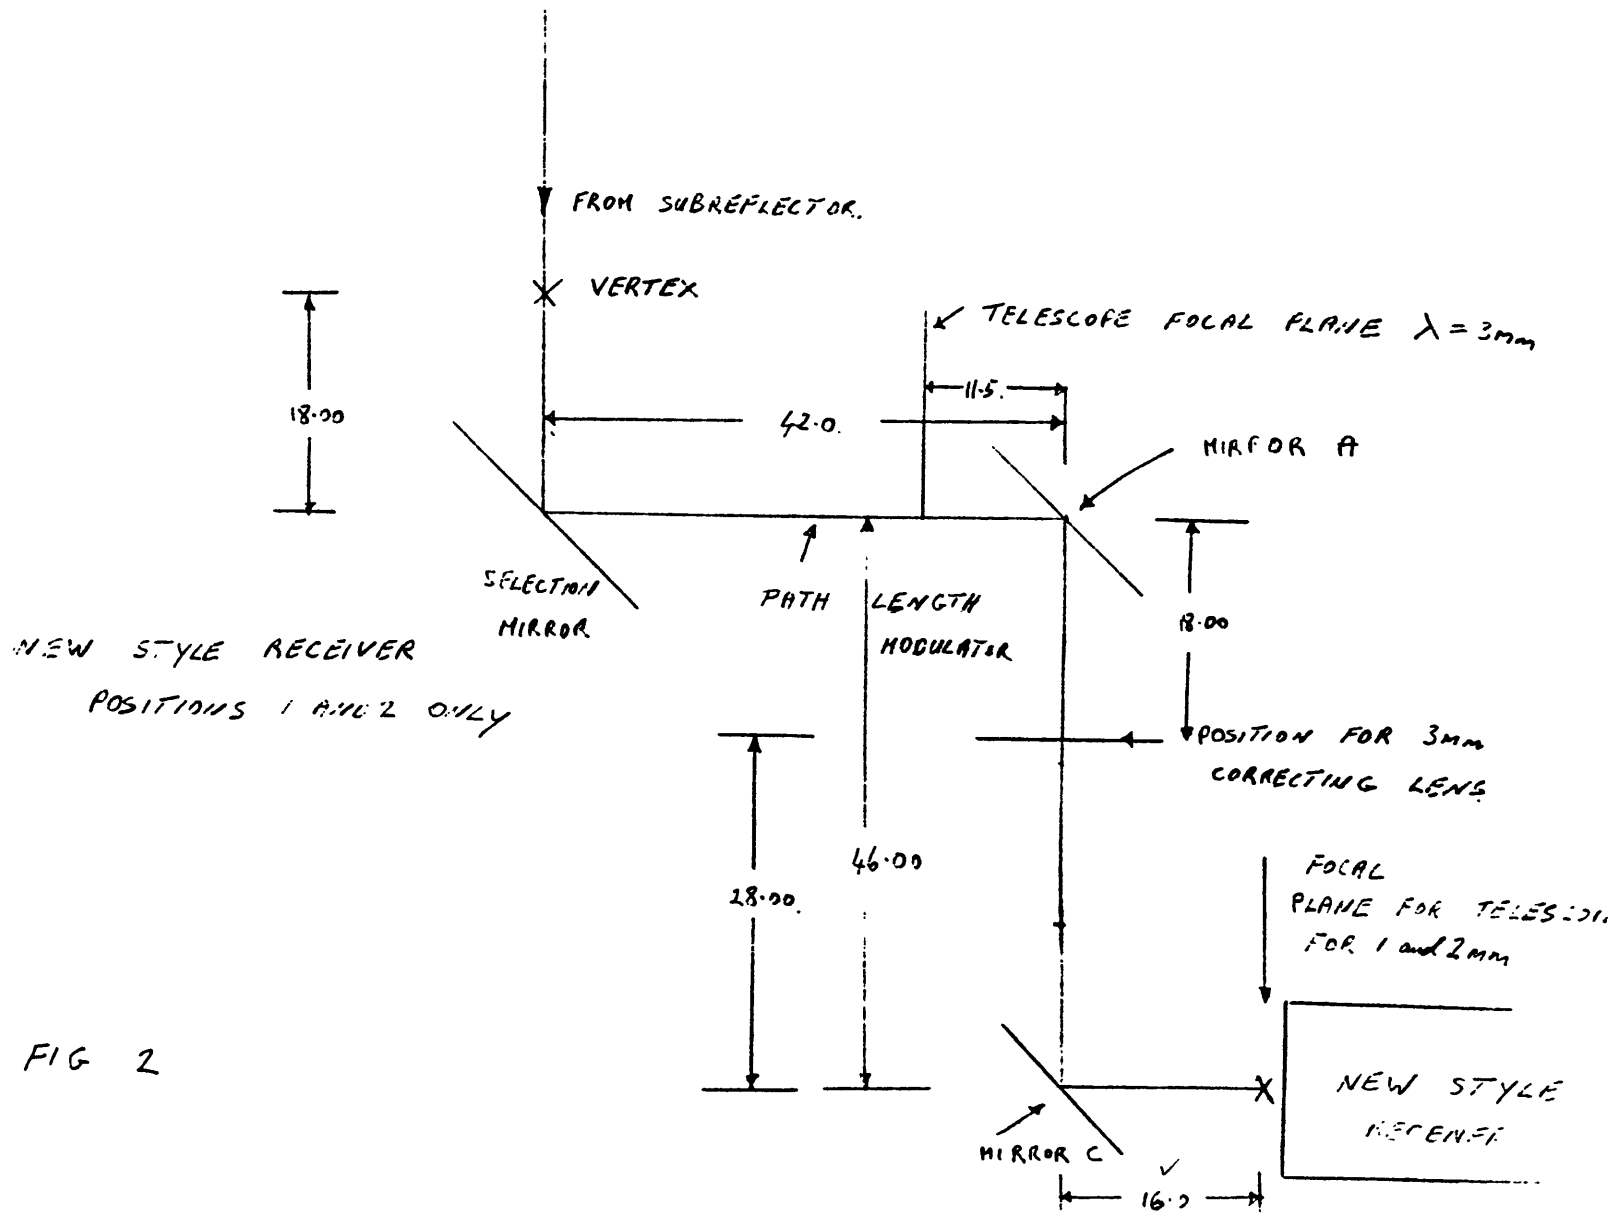 FROM SUBREFLECTOR.
VERTEX
TELESCOPE FOCAL PLANE λ = 3mm
11.5.
18.00
42.0.
MIRROR A
SELECTION
MIRROR
PATH LENGTH
MODULATOR
18.00
NEW STYLE RECEIVER
POSITIONS 1 AND 2 ONLY
POSITION FOR 3mm
CORRECTING LENS
46.00
28.00.
FOCAL
PLANE FOR
FOR 1 and 2mm
FIG 2
NEW STYLE
MIRROR C
16.0